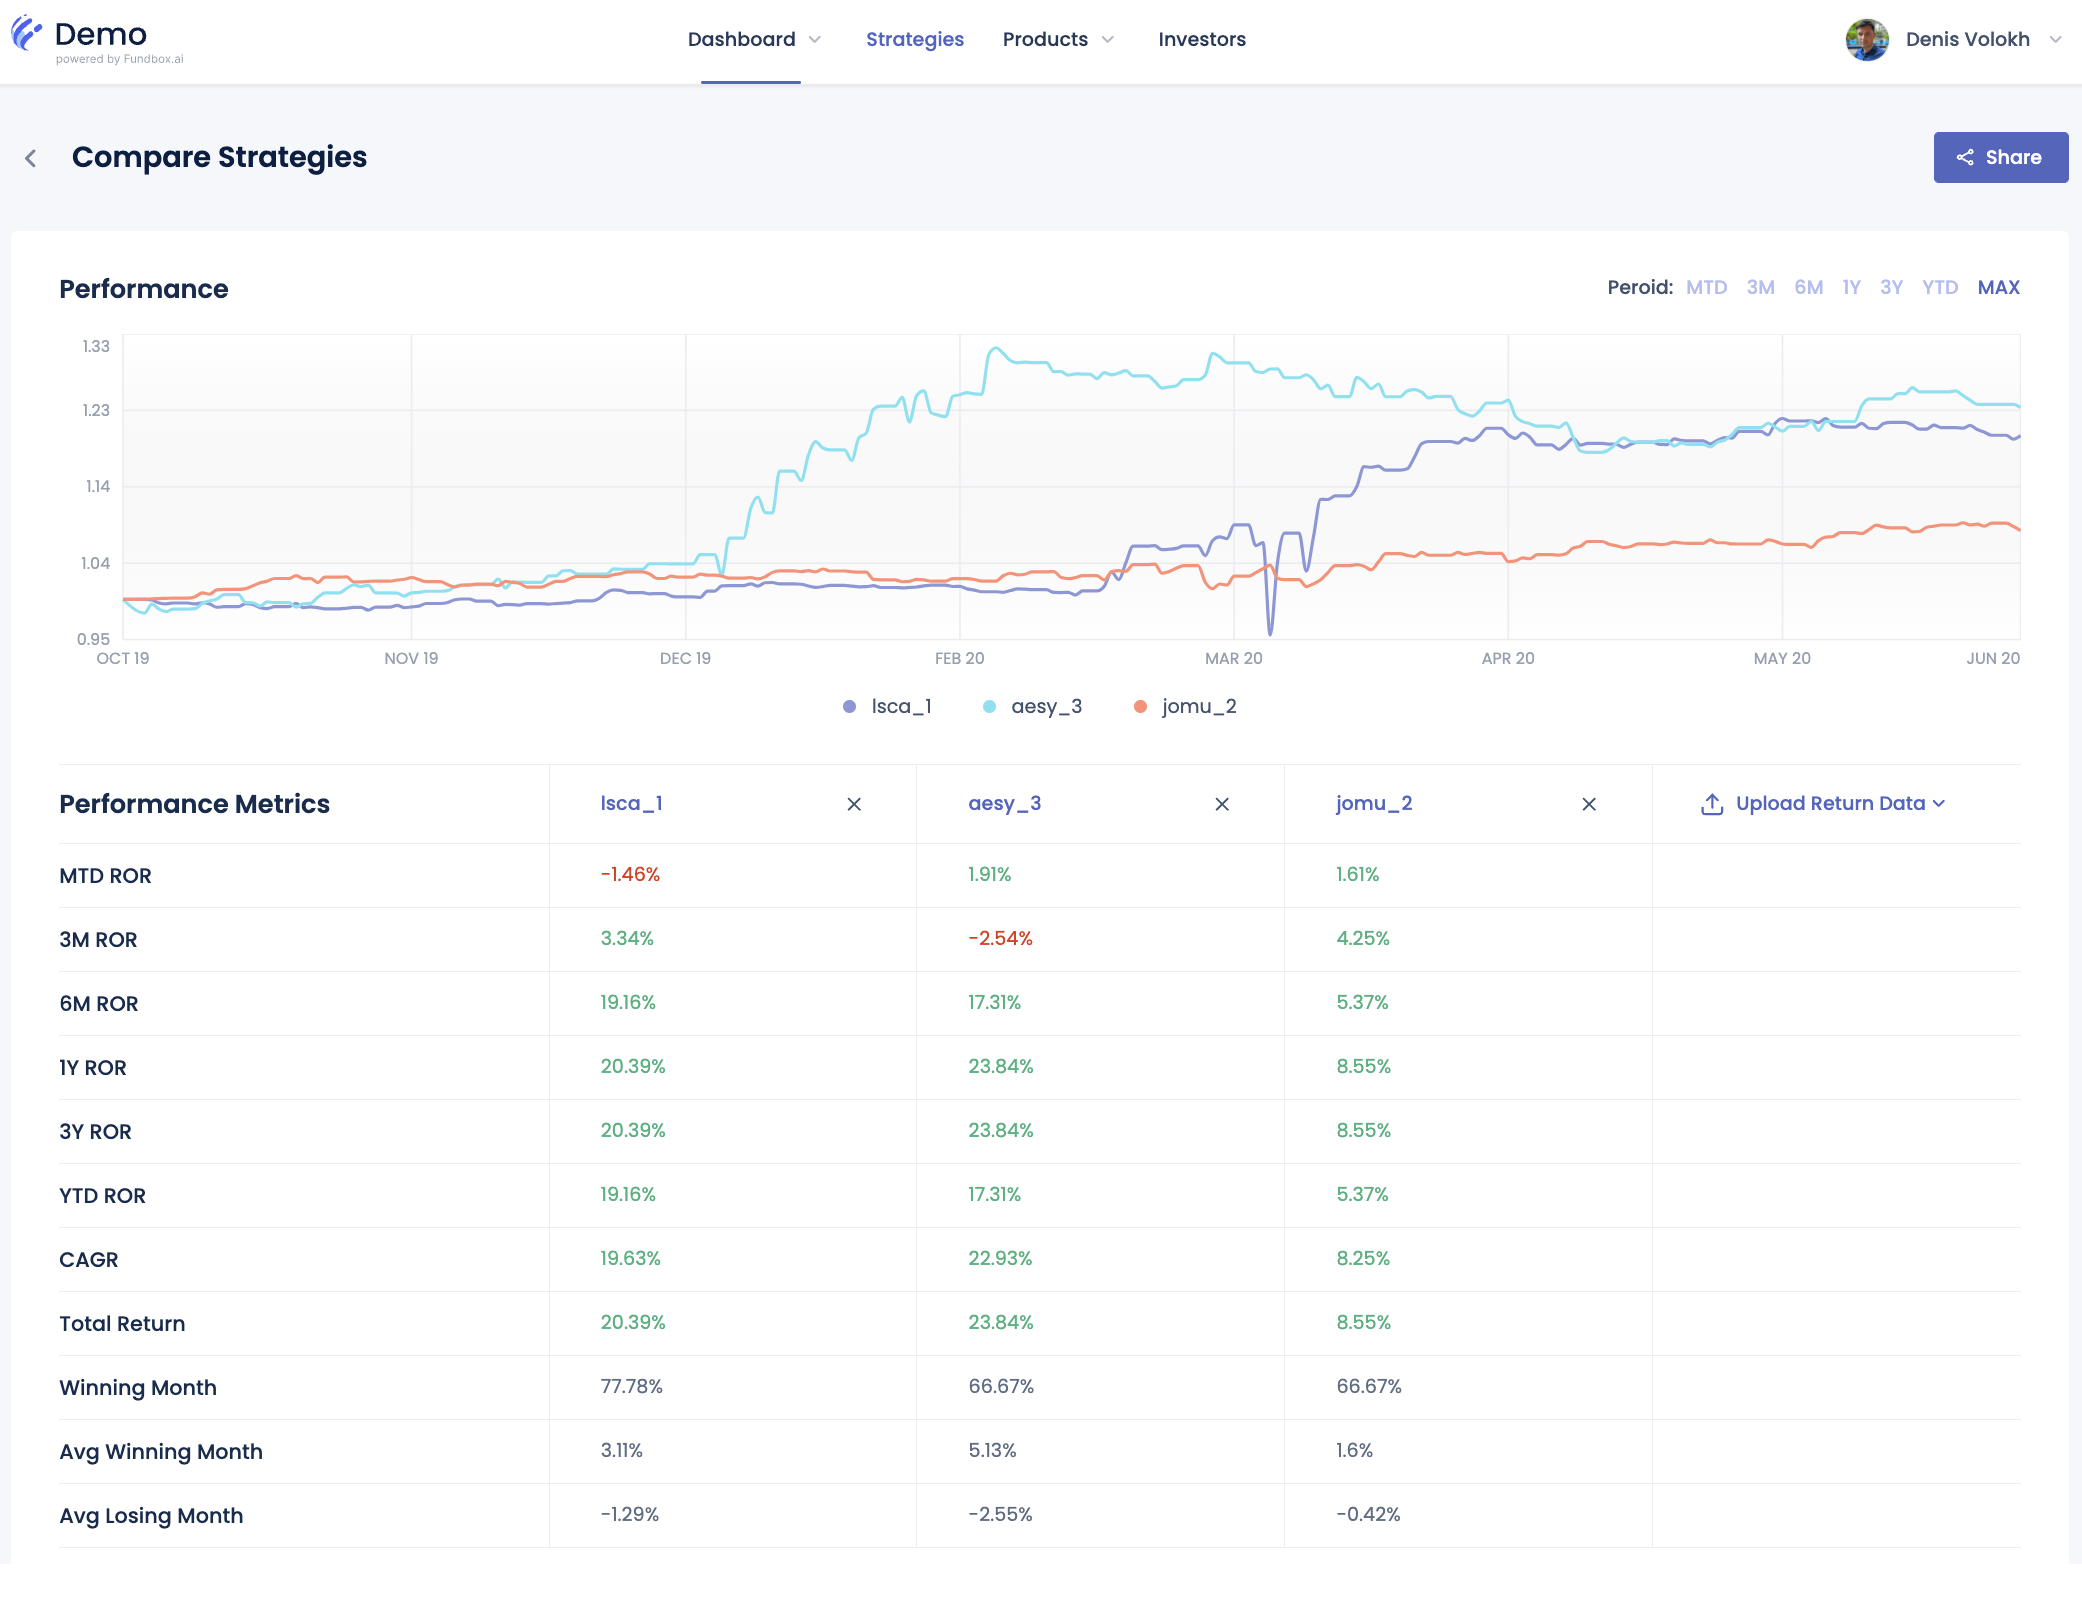 Demo
powered by Fundbox.ai
Dashboard Strategies Products Investors
Denis Volokh
Compare Strategies
Share
Performance
Peroid: MTD 3M 6M 1Y 3Y YTD MAX
1.33
1.23
1.14
1.04
0.95
OCT 19 NOV 19 DEC 19 FEB 20 MAR 20 APR 20 MAY 20 JUN 20
lsca_1 aesy_3 jomu_2
Performance Metrics lsca_1 aesy_3 jomu_2 Upload Return Data
MTD ROR -1.46% 1.91% 1.61%
3M ROR 3.34% -2.54% 4.25%
6M ROR 19.16% 17.31% 5.37%
1Y ROR 20.39% 23.84% 8.55%
3Y ROR 20.39% 23.84% 8.55%
YTD ROR 19.16% 17.31% 5.37%
CAGR 19.63% 22.93% 8.25%
Total Return 20.39% 23.84% 8.55%
Winning Month 77.78% 66.67% 66.67%
Avg Winning Month 3.11% 5.13% 1.6%
Avg Losing Month -1.29% -2.55% -0.42%